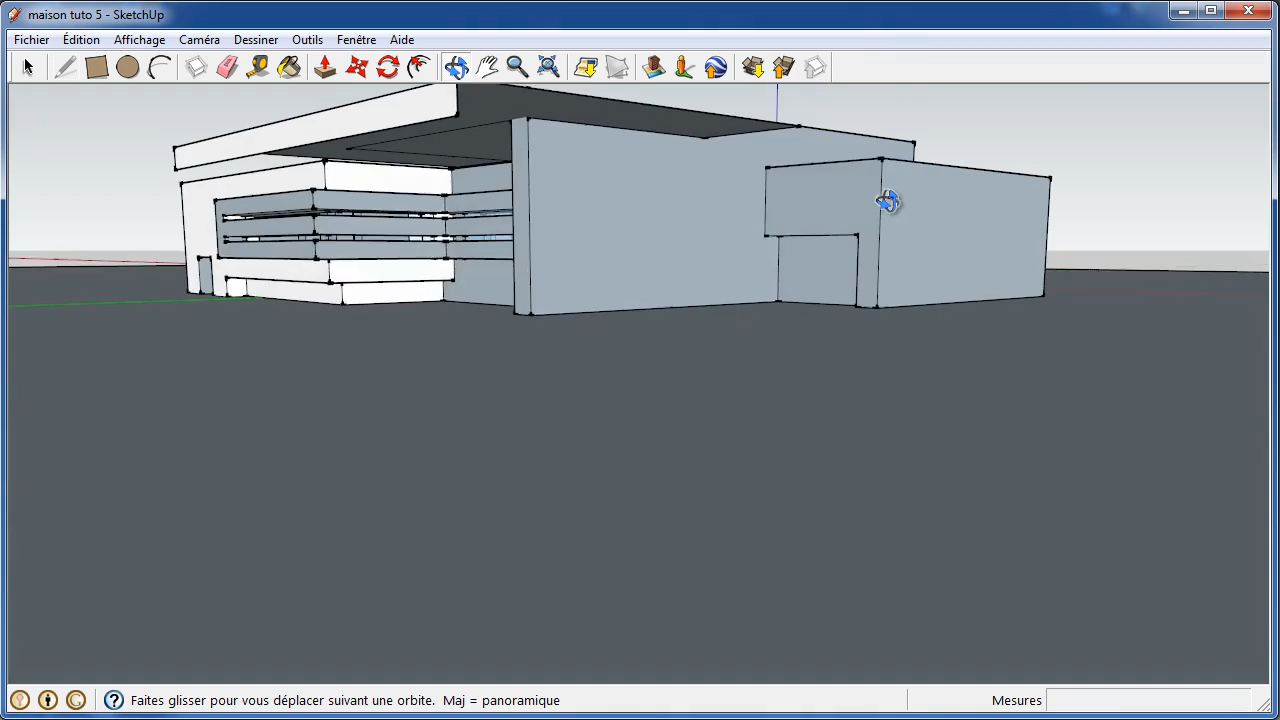 maison tuto 5 - SketchUp
Fichier Édition Affichage Caméra Dessiner Outils Fenêtre Aide
Faites glisser pour vous déplacer suivant une orbite. Maj = panoramique
Mesures